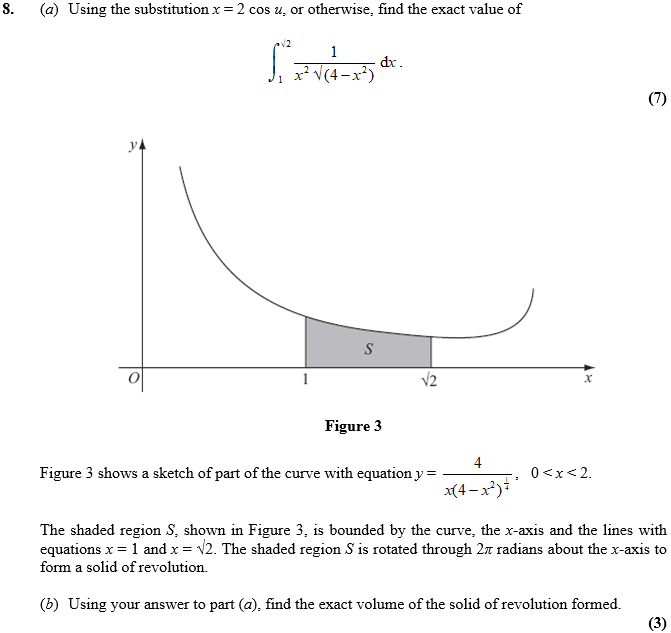 8. (a) Using the substitution x = 2 cos u, or otherwise, find the exact value of
∫₁^√2 1/(x² √(4 – x²)) dx .
(7)
y
S
O 1 √2 x
Figure 3
Figure 3 shows a sketch of part of the curve with equation y = 4/(x(4 – x²)^¼), 0 < x < 2.
The shaded region S, shown in Figure 3, is bounded by the curve, the x-axis and the lines with
equations x = 1 and x = √2. The shaded region S is rotated through 2π radians about the x-axis to
form a solid of revolution.
(b) Using your answer to part (a), find the exact volume of the solid of revolution formed.
(3)